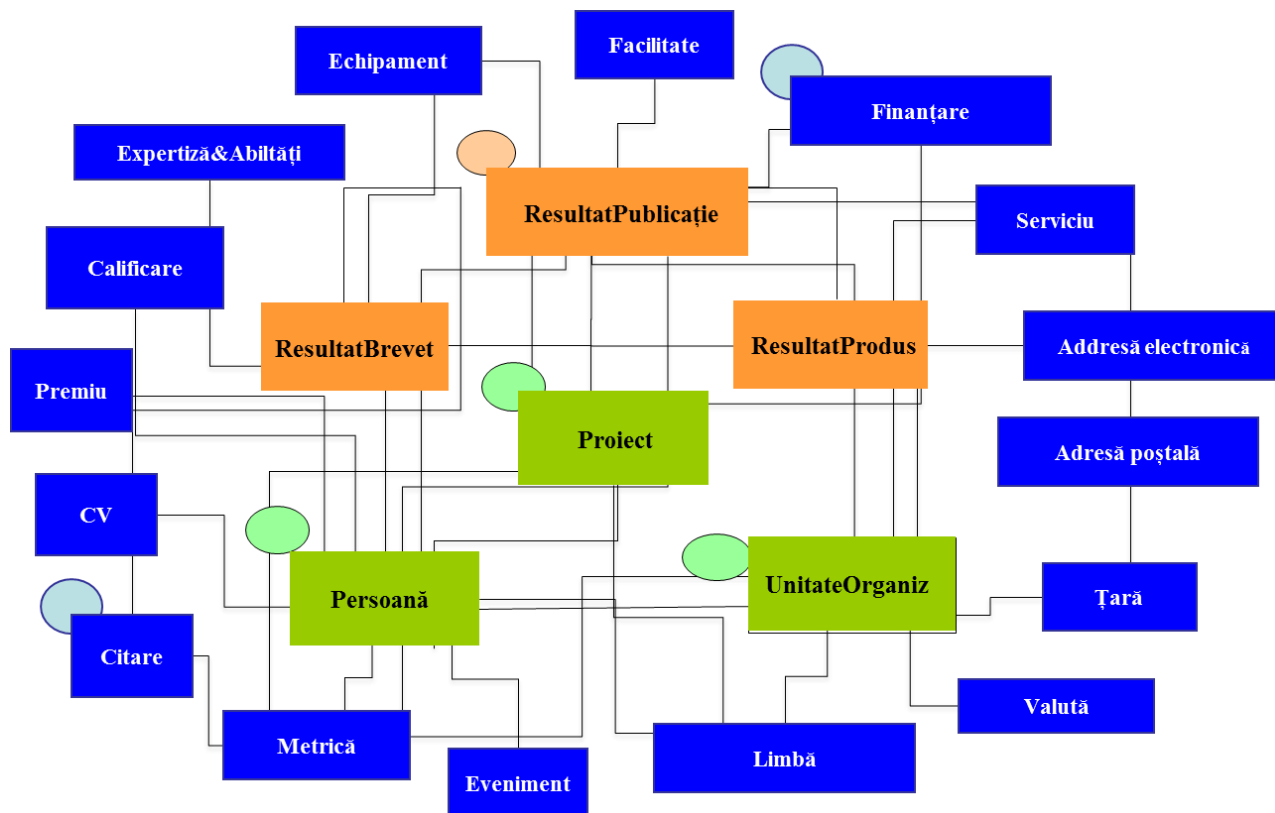 Facilitate
Echipament
Finanțare
Expertiză&Abiltăți
ResultatPublicație
Serviciu
Calificare
ResultatBrevet
ResultatProdus
Addresă electronică
Premiu
Proiect
Adresă poștală
CV
UnitateOrganiz
Persoană
Țară
Citare
Valută
Metrică
Limbă
Eveniment